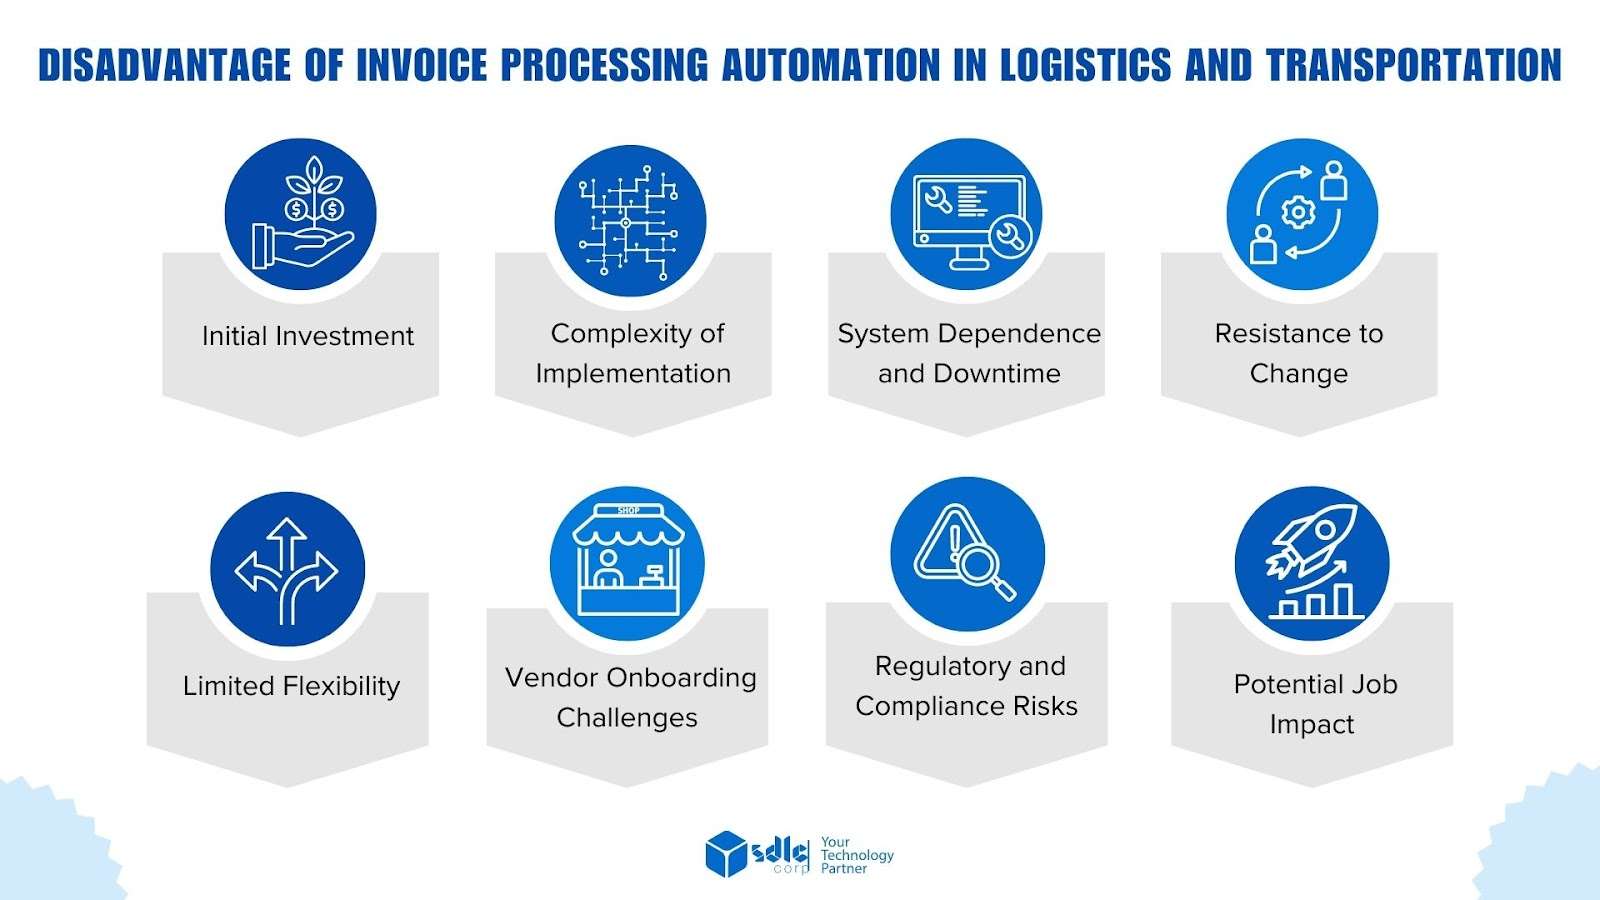 DISADVANTAGE OF INVOICE PROCESSING AUTOMATION IN LOGISTICS AND TRANSPORTATION
Initial Investment
Complexity of
Implementation
System Dependence
and Downtime
Resistance to
Change
Limited Flexibility
SHOP
Vendor Onboarding
Challenges
Regulatory and
Compliance Risks
Potential Job
Impact
sdlc
corp
Your
Technology
Partner